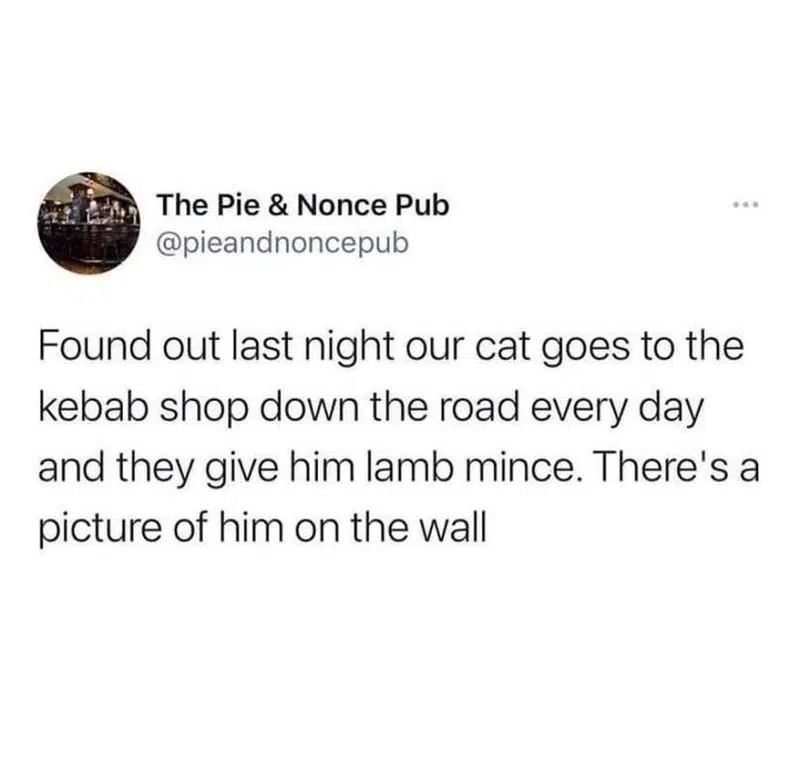 The Pie & Nonce Pub
@pieandnoncepub
Found out last night our cat goes to the
kebab shop down the road every day
and they give him lamb mince. There's a
picture of him on the wall